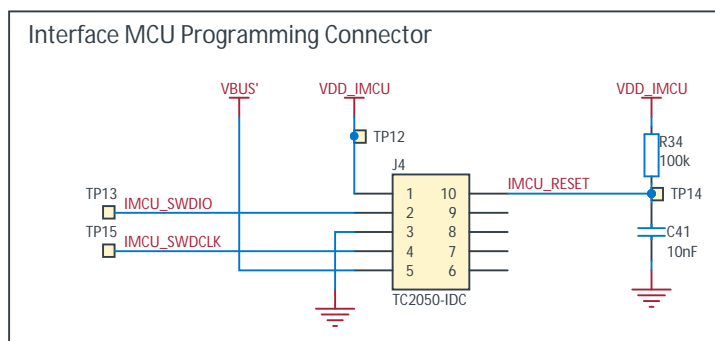 Interface MCU Programming Connector
VBUS'
VDD_IMCU
VDD_IMCU
TP12
R34
100k
J4
TP13
IMCU_SWDIO
1
10
IMCU_RESET
TP14
2
9
TP15
IMCU_SWDCLK
3
8
C41
10nF
4
7
5
6
TC2050-IDC